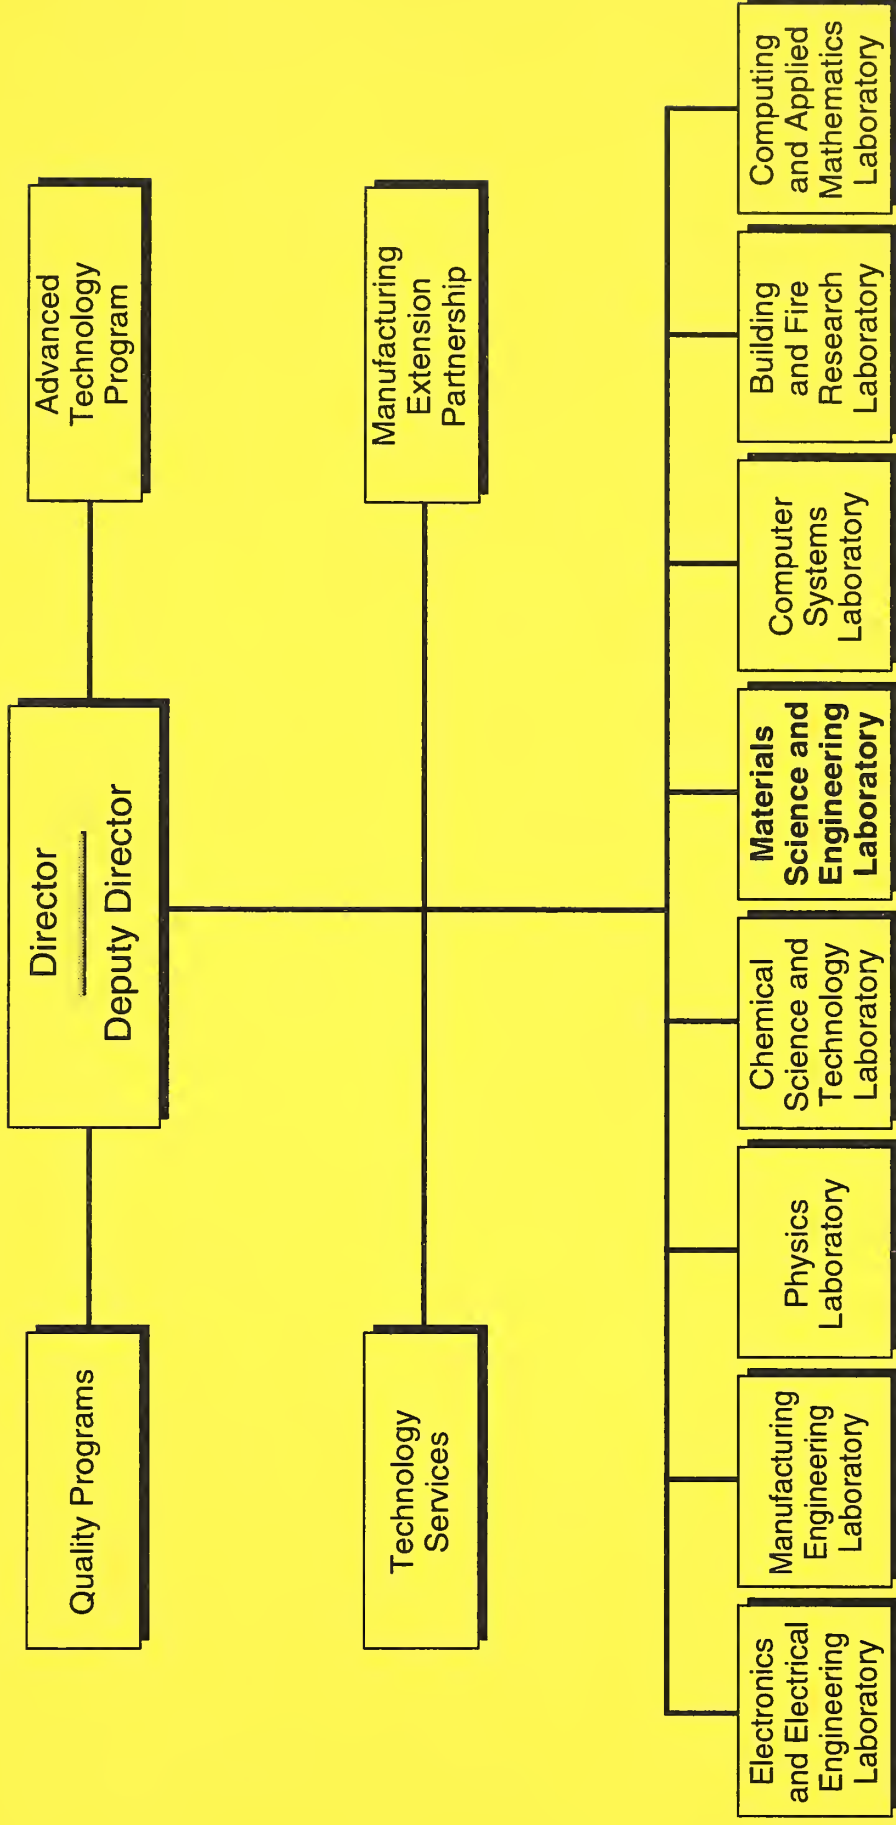 Director
Deputy Director
Quality Programs
Advanced
Technology
Program
Technology
Services
Manufacturing
Extension
Partnership
Electronics
and Electrical
Engineering
Laboratory
Manufacturing
Engineering
Laboratory
Physics
Laboratory
Chemical
Science and
Technology
Laboratory
Materials
Science and
Engineering
Laboratory
Computer
Systems
Laboratory
Building
and Fire
Research
Laboratory
Computing
and Applied
Mathematics
Laboratory